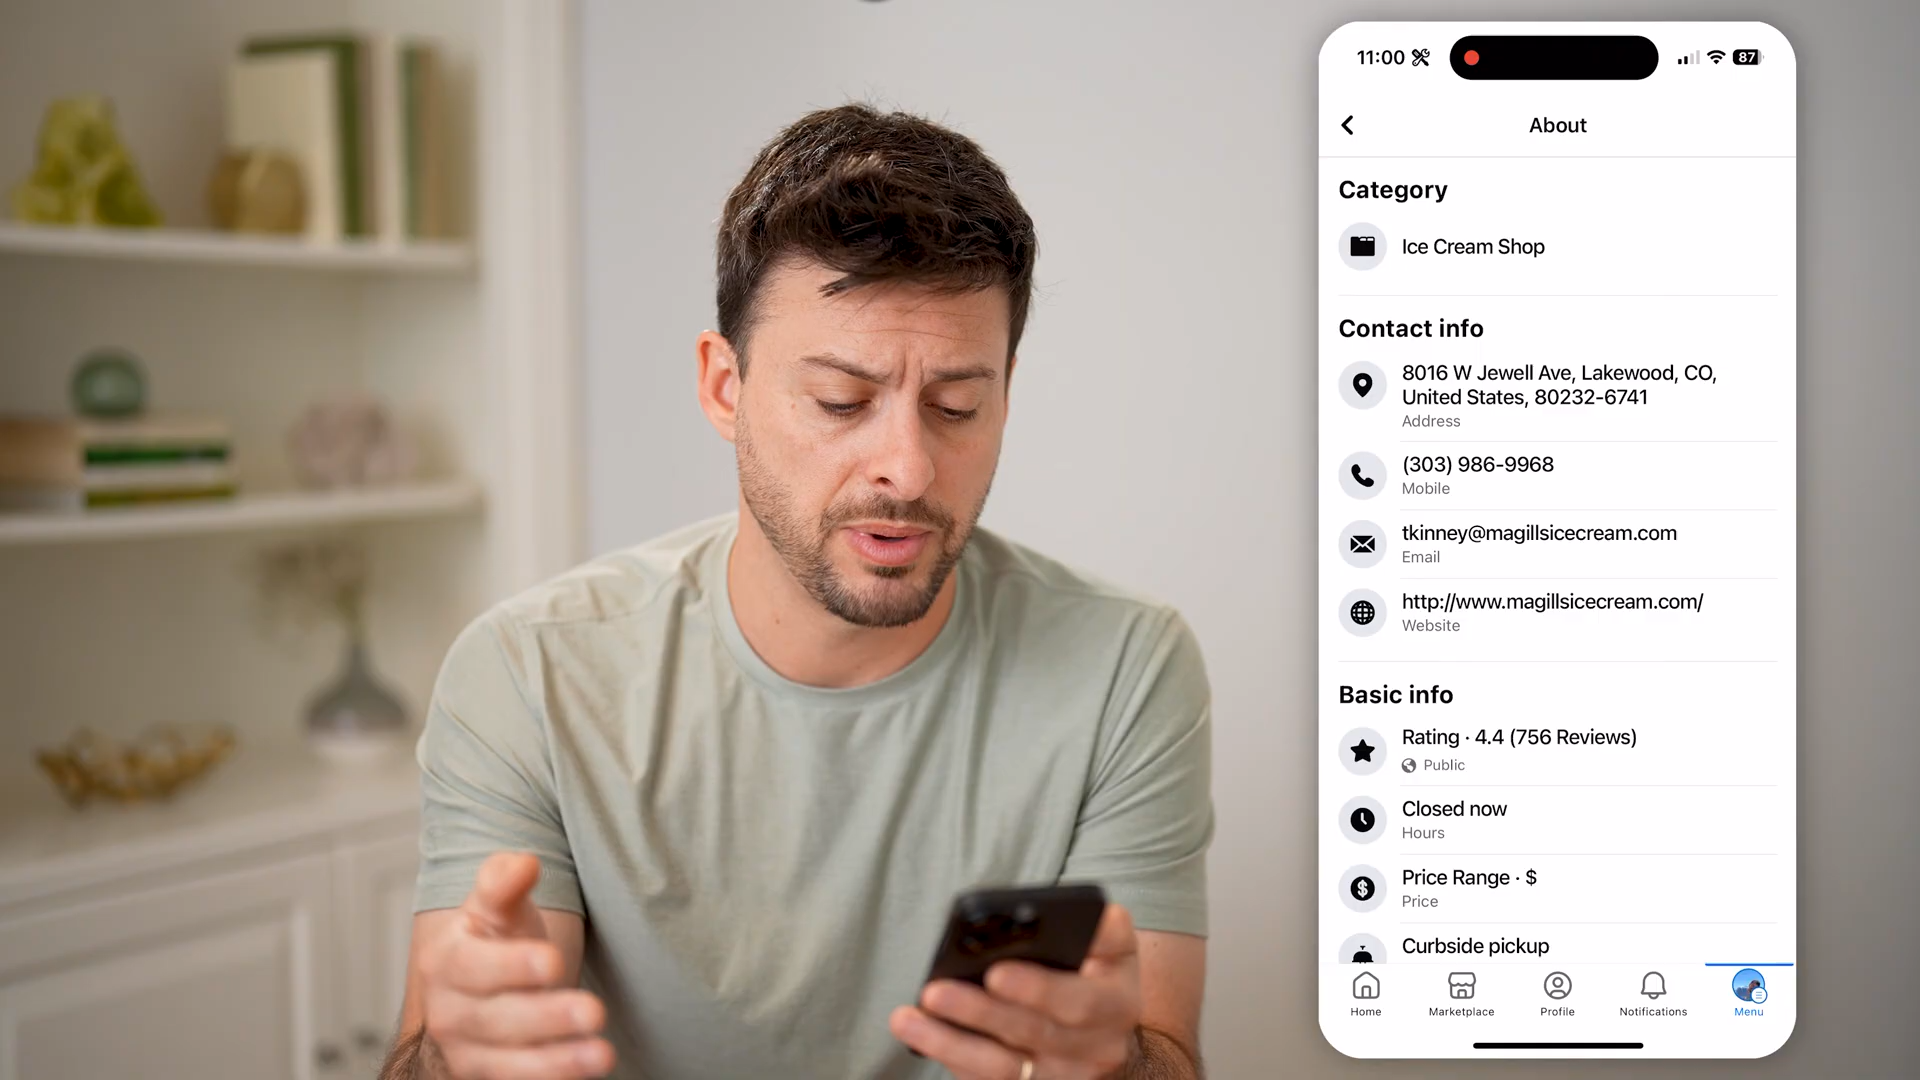 11:00
87
About
Category
Ice Cream Shop
Contact info
8016 W Jewell Ave, Lakewood, CO,
United States, 80232-6741
Address
(303) 986-9968
Mobile
tkinney@magillsicecream.com
Email
http://www.magillsicecream.com/
Website
Basic info
Rating · 4.4 (756 Reviews)
Public
Closed now
Hours
Price Range · $
Price
Curbside pickup
Home
Marketplace
Profile
Notifications
Menu